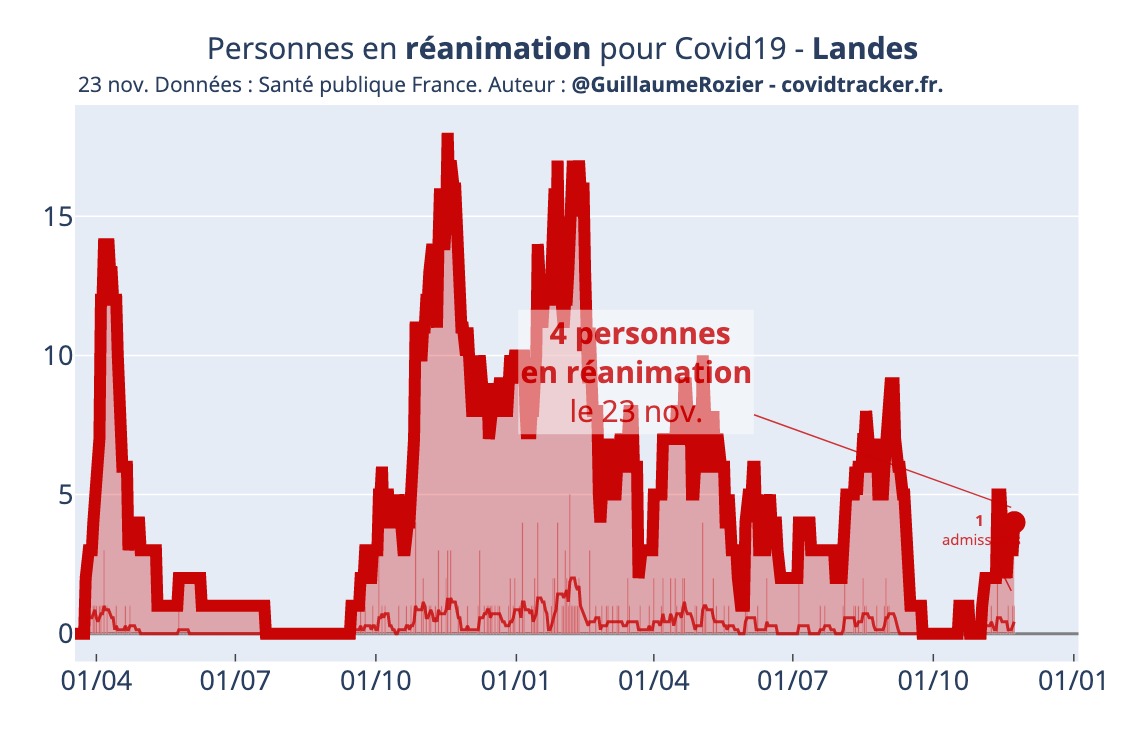 Personnes en réanimation pour Covid19 - Landes
23 nov. Données : Santé publique France. Auteur : @GuillaumeRozier - covidtracker.fr.
15
10
5
0
4 personnes
en réanimation
le 23 nov.
1
01/04
01/07
01/10
01/01
01/04
01/07
01/10
01/01